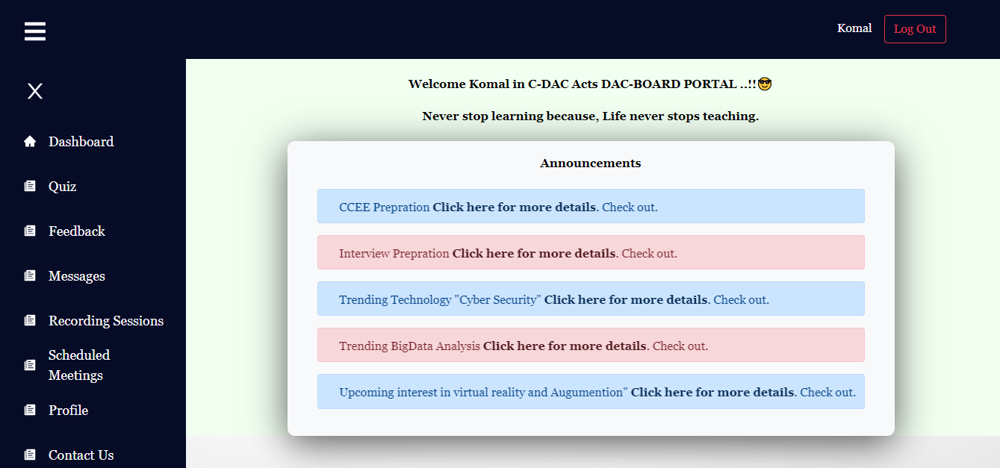 Komal
Log Out
X
Dashboard
Quiz
Feedback
Messages
Recording Sessions
Scheduled
Meetings
Profile
Contact Us
Welcome Komal in C-DAC Acts DAC-BOARD PORTAL ..!!😎
Never stop learning because, Life never stops teaching.
Announcements
CCEE Prepration Click here for more details. Check out.
Interview Prepration Click here for more details. Check out.
Trending Technology "Cyber Security" Click here for more details. Check out.
Trending BigData Analysis Click here for more details. Check out.
Upcoming interest in virtual reality and Augumention" Click here for more details. Check out.